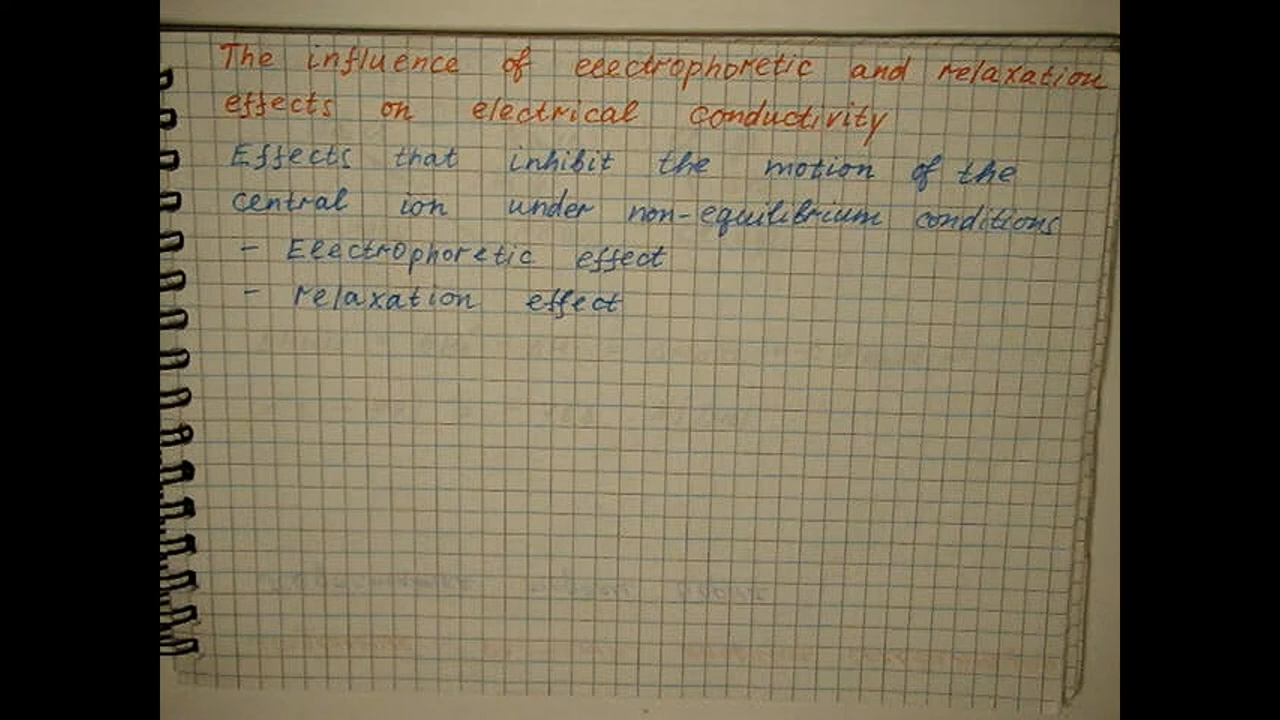 The influence of electrophoretic and relaxation
effects on electrical conductivity
Effects that inhibit the motion of the
central ion under non-equilibrium conditions
- Electrophoretic effect
- relaxation effect